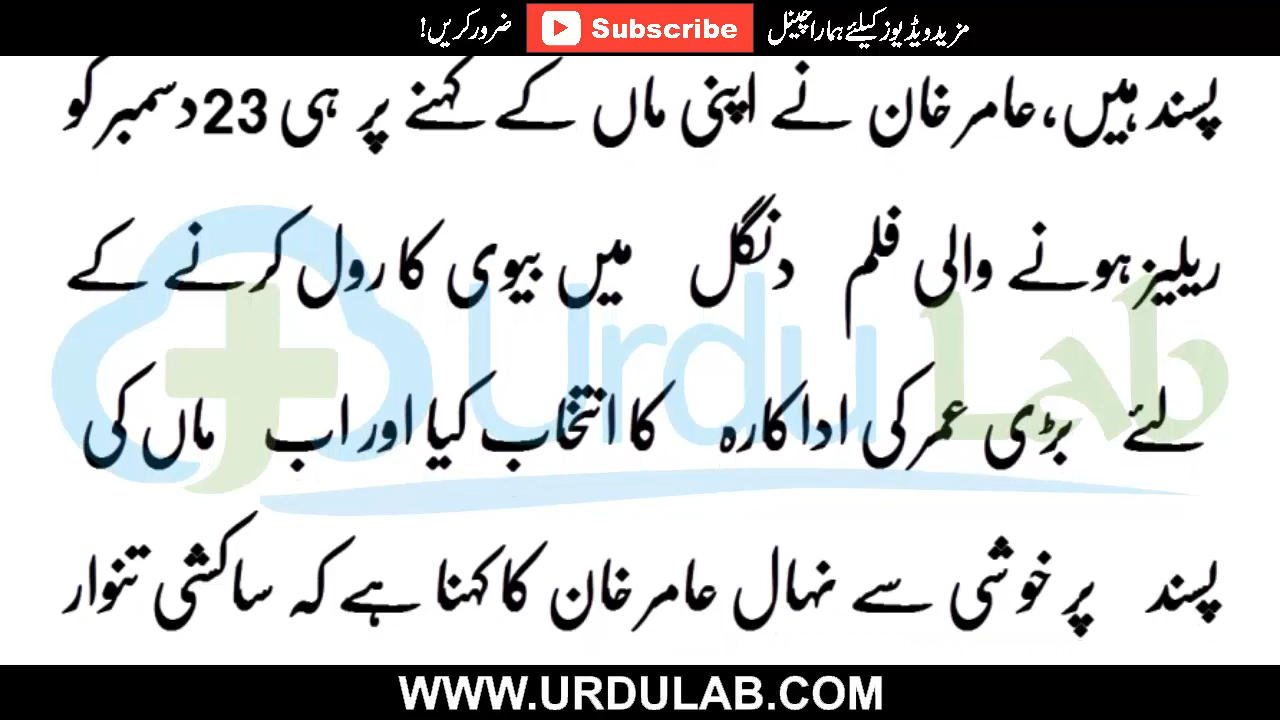 مزید ویڈیوز کیلئے ہمارا چینل Subscribe ضرور کریں!
پسند ہیں، عامر خان نے اپنی ماں کے کہنے پر ہی 23 دسمبر کو
ریلیز ہونے والی فلم دنگل میں بیوی کا رول کرنے کے
لئے بڑی عمر کی اداکارہ کا انتخاب کیا اور اب ماں کی
پسند پر خوشی سے نہال عامر خان کا کہنا ہے کہ ساکشی تنوار
Urdu Lab
WWW.URDULAB.COM